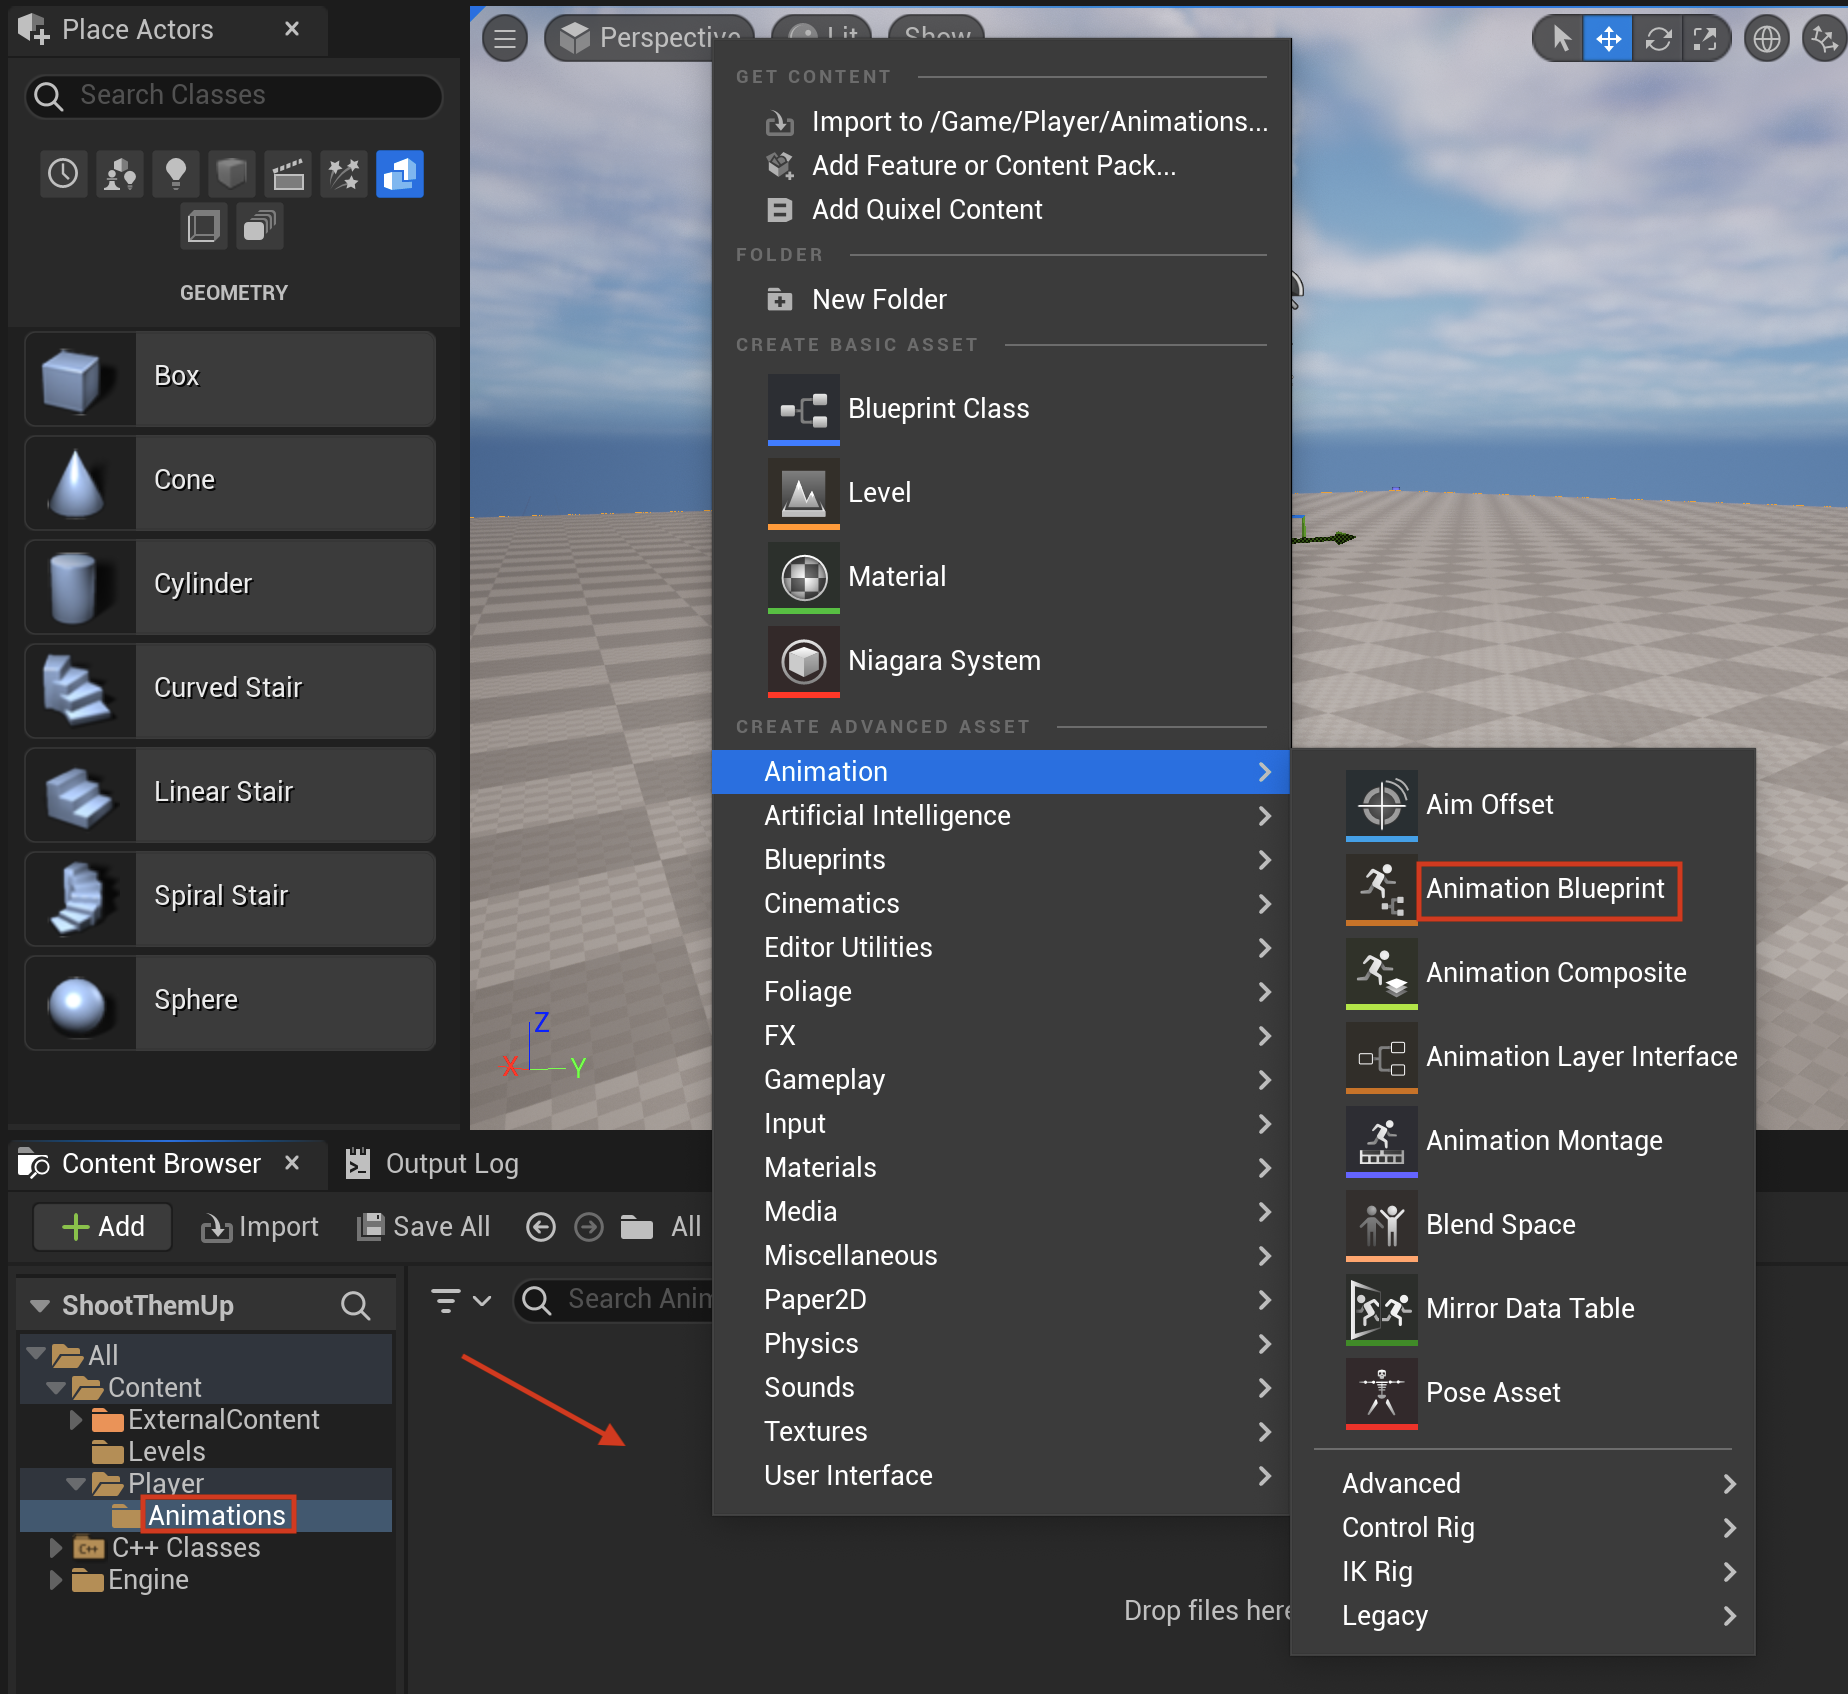 Place Actors
Search Classes
GEOMETRY
Box
Cone
Cylinder
Curved Stair
Linear Stair
Spiral Stair
Sphere
Perspective
Lit
Show
Z
X
Y
GET CONTENT
Import to /Game/Player/Animations...
Add Feature or Content Pack...
Add Quixel Content
FOLDER
New Folder
CREATE BASIC ASSET
Blueprint Class
Level
Material
Niagara System
CREATE ADVANCED ASSET
Animation
Artificial Intelligence
Blueprints
Cinematics
Editor Utilities
Foliage
FX
Gameplay
Input
Materials
Media
Miscellaneous
Paper2D
Physics
Sounds
Textures
User Interface
Aim Offset
Animation Blueprint
Animation Composite
Animation Layer Interface
Animation Montage
Blend Space
Mirror Data Table
Pose Asset
Advanced
Control Rig
IK Rig
Legacy
Content Browser
Output Log
Add
Import
Save All
All
ShootThemUp
Search Anim
All
Content
ExternalContent
Levels
Player
Animations
C++ Classes
Engine
Drop files here